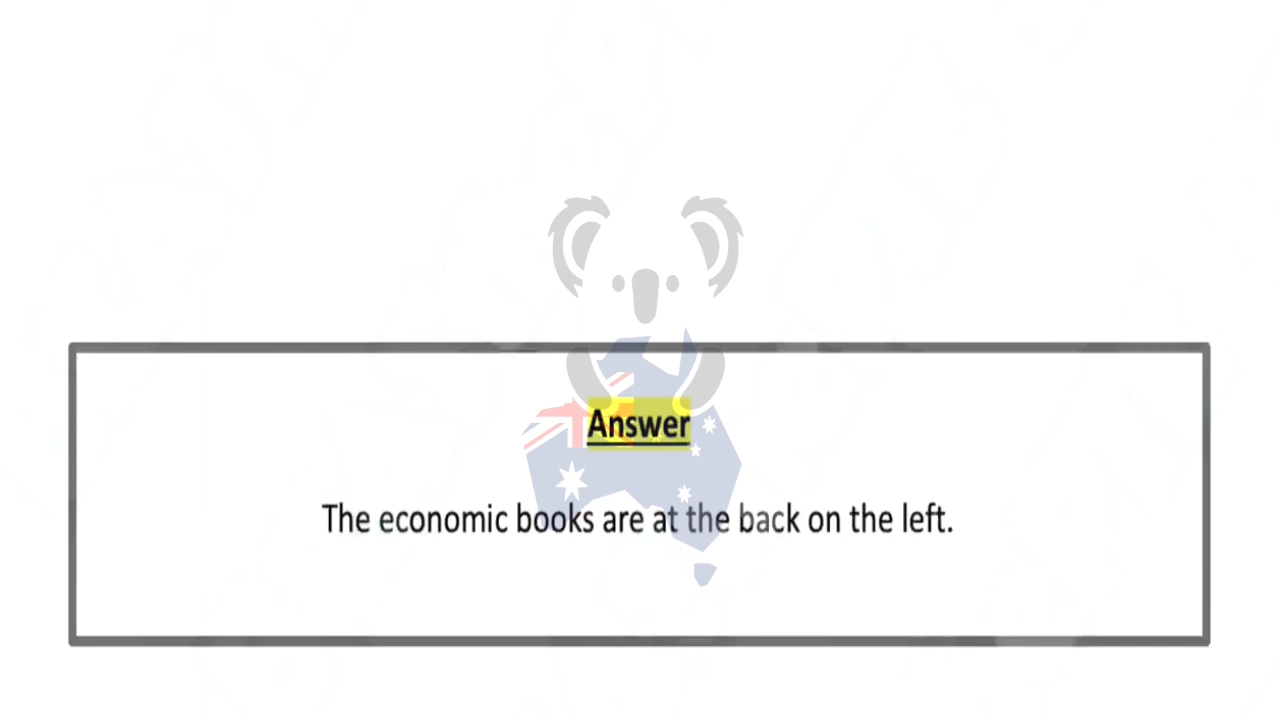 Answer
The economic books are at the back on the left.